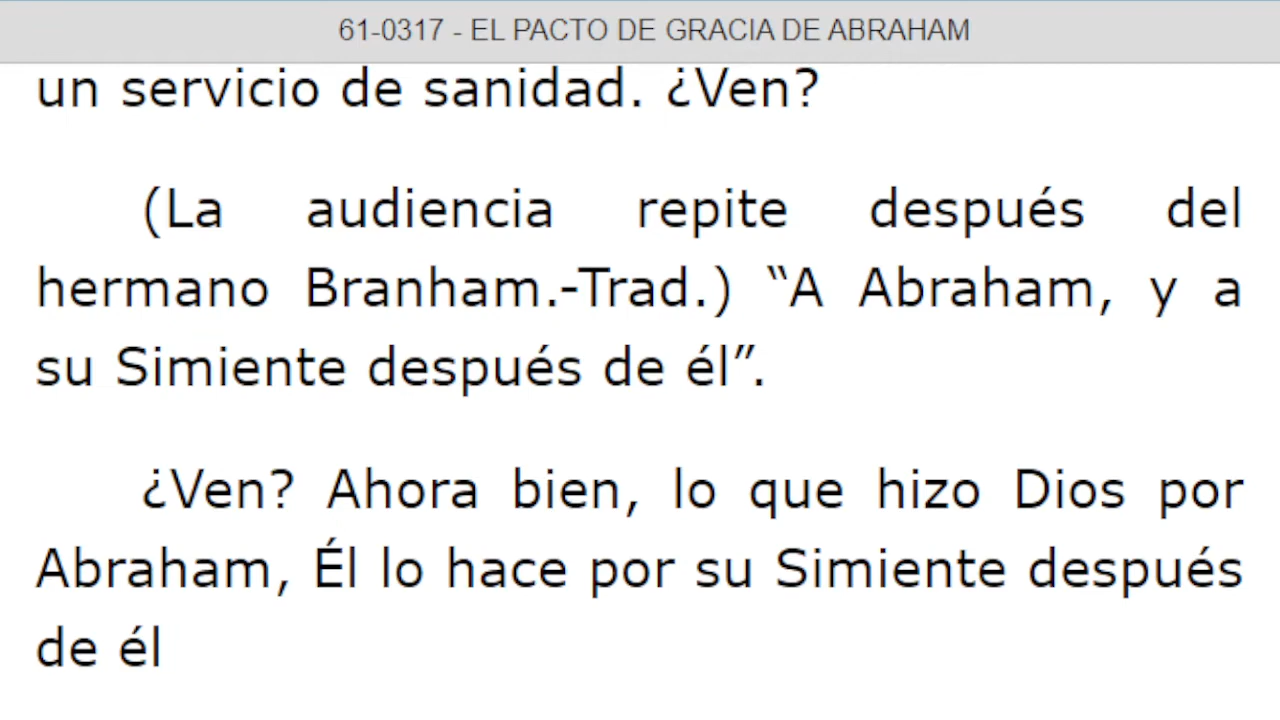 61-0317 - EL PACTO DE GRACIA DE ABRAHAM
un servicio de sanidad. ¿Ven?
(La audiencia repite después del
hermano Branham.-Trad.) “A Abraham, y a
su Simiente después de él”.
¿Ven? Ahora bien, lo que hizo Dios por
Abraham, Él lo hace por su Simiente después
de él